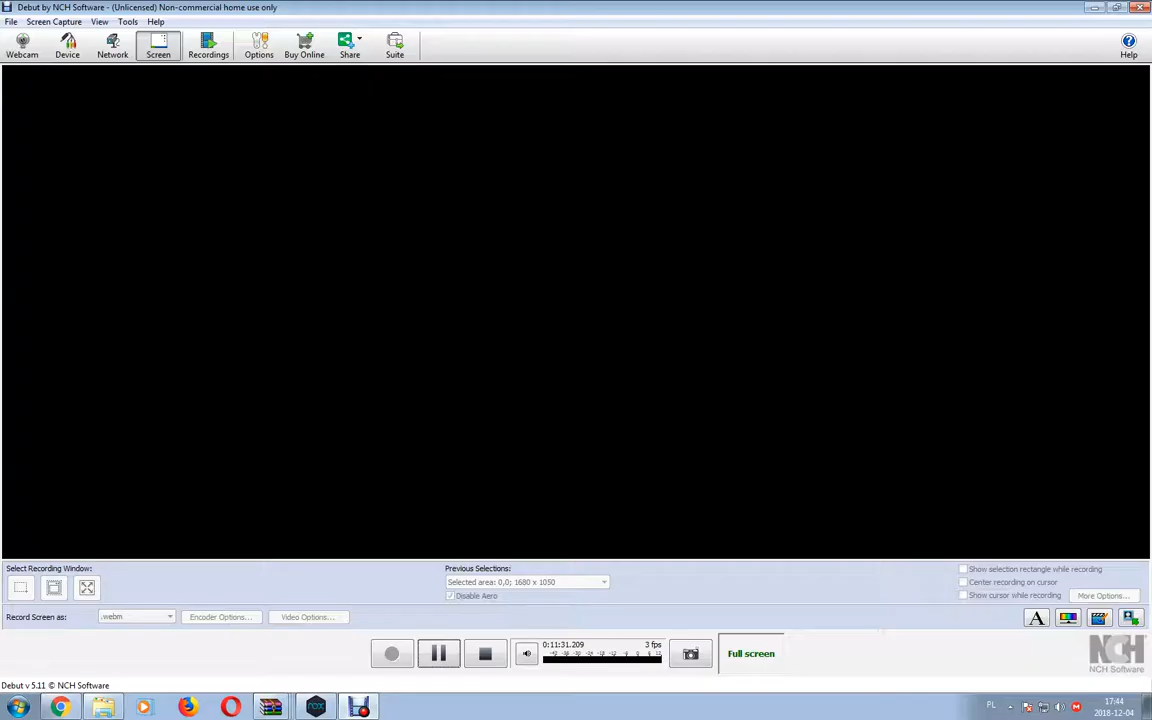 Debut by NCH Software - (Unlicensed) Non-commercial home use only
File Screen Capture View Tools Help
Webcam Device Network Screen Recordings Options Buy Online Share Suite Help
Select Recording Window:
Previous Selections:
Show selection rectangle while recording
Selected area: 0,0; 1680 x 1050
Center recording on cursor
Disable Aero
Show cursor while recording
More Options...
Record Screen as:
.webm
Encoder Options...
Video Options...
A
0:11:31.209 3 fps
Full screen
NCH
NCH Software
Debut v 5.11 © NCH Software
PL
17:44
2018-12-04